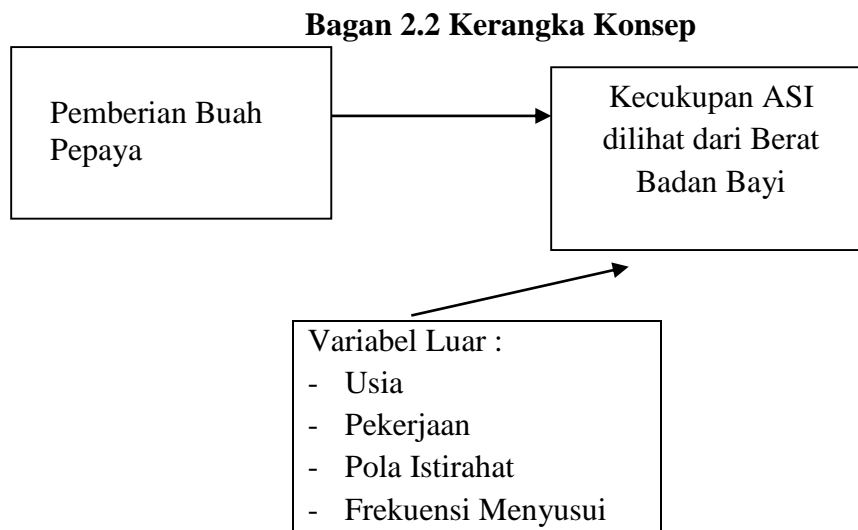 Bagan 2.2 Kerangka Konsep
Pemberian Buah
Pepaya
Kecukupan ASI
dilihat dari Berat
Badan Bayi
Variabel Luar :
- Usia
- Pekerjaan
- Pola Istirahat
- Frekuensi Menyusui